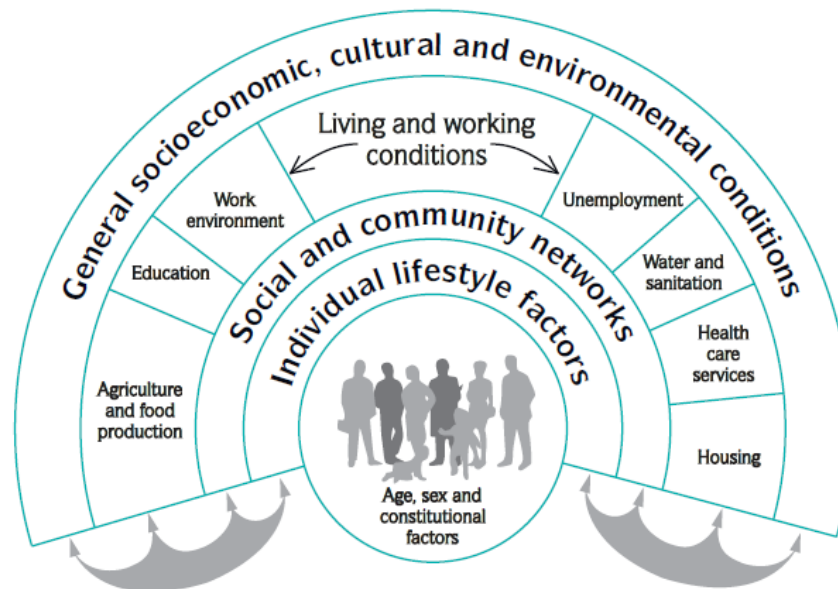 General socioeconomic, cultural and environmental conditions
Living and working
conditions
Work
environment
Unemployment
Education
Water and
sanitation
Agriculture
and food
production
Health
care
services
Housing
Social and community networks
Individual lifestyle factors
Age, sex and
constitutional
factors